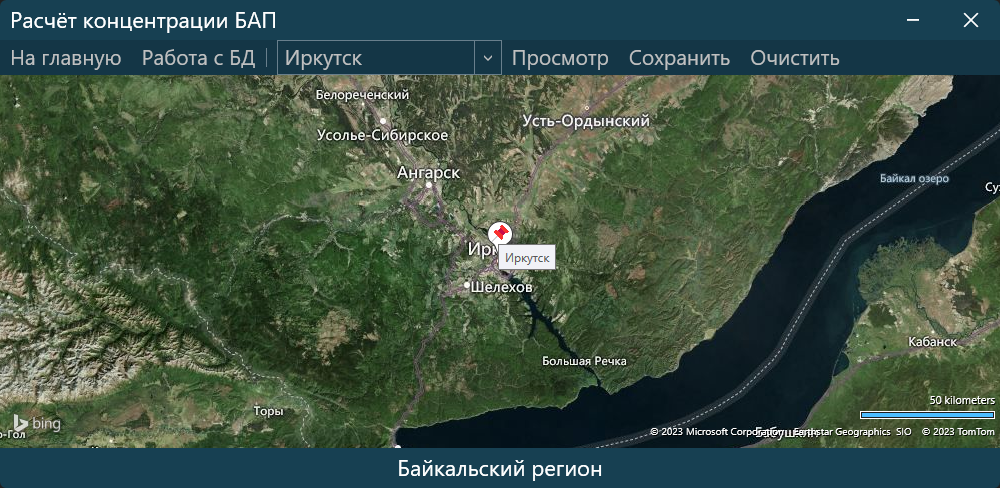 Расчёт концентрации БАП
На главную Работа с БД Иркутск Просмотр Сохранить Очистить
Белореченский
Усть-Ордынский
Усолье-Сибирское
Ангарск
Байкал озеро
Иркутск
Шелехов
Кабанск
Большая Речка
50 kilometers
Торы
bing
© 2023 Microsoft Corporation Earthstar Geographics SIO © 2023 TomTom
Байкальский регион